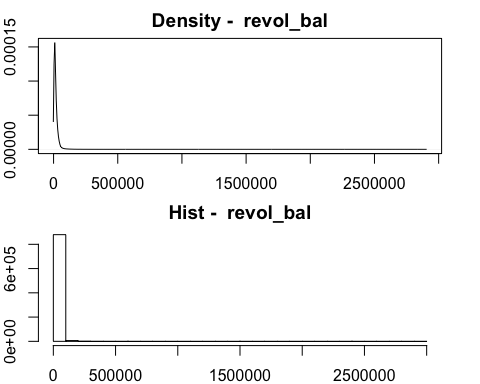 Density -  revol_bal
0.00015
0.00000
0 500000 1500000 2500000
Hist -  revol_bal
6e+05
0e+00
0 500000 1500000 2500000